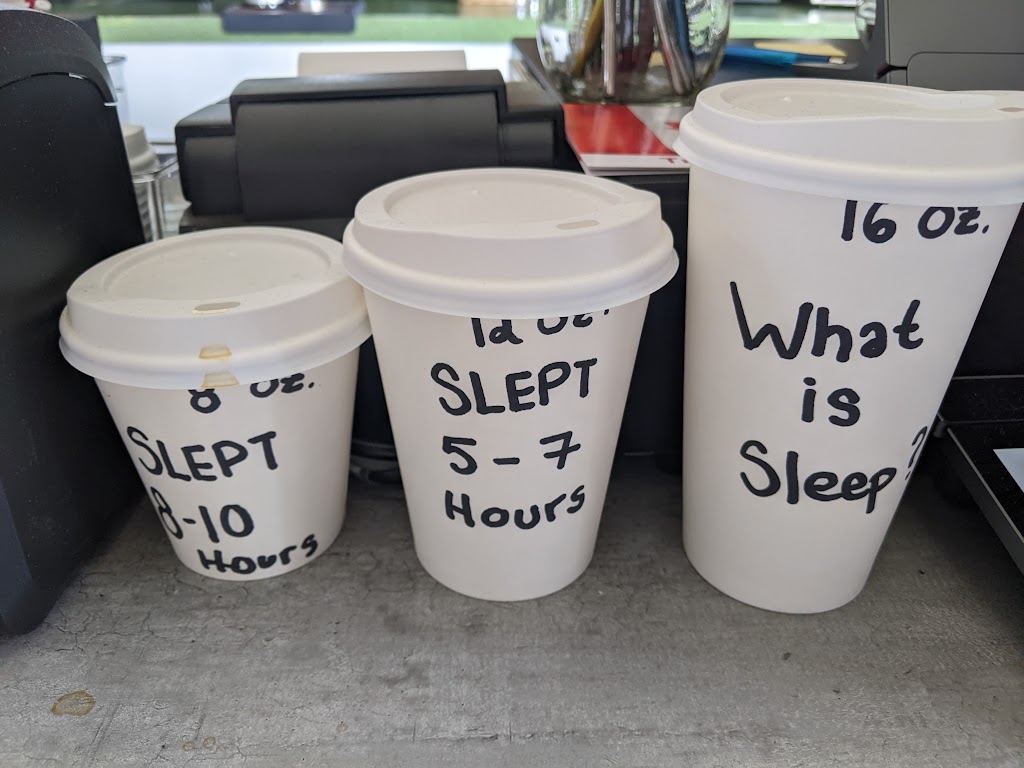 8 oz.
SLEPT
8-10
Hours
12 oz.
SLEPT
5-7
Hours
16 oz.
What
is
Sleep?